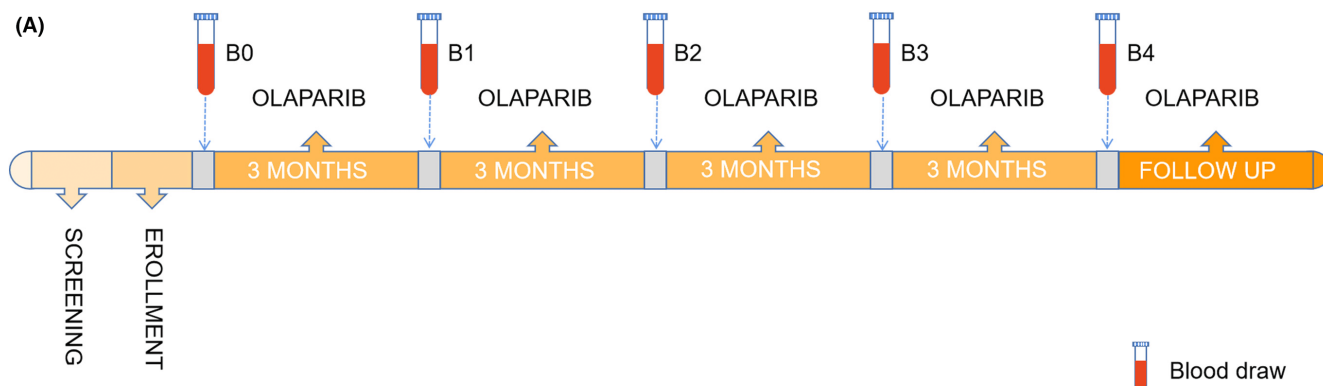 (A)
B0
B1
B2
B3
B4
OLAPARIB
OLAPARIB
OLAPARIB
OLAPARIB
OLAPARIB
3 MONTHS
3 MONTHS
3 MONTHS
3 MONTHS
FOLLOW UP
SCREENING
EROLLMENT
Blood draw